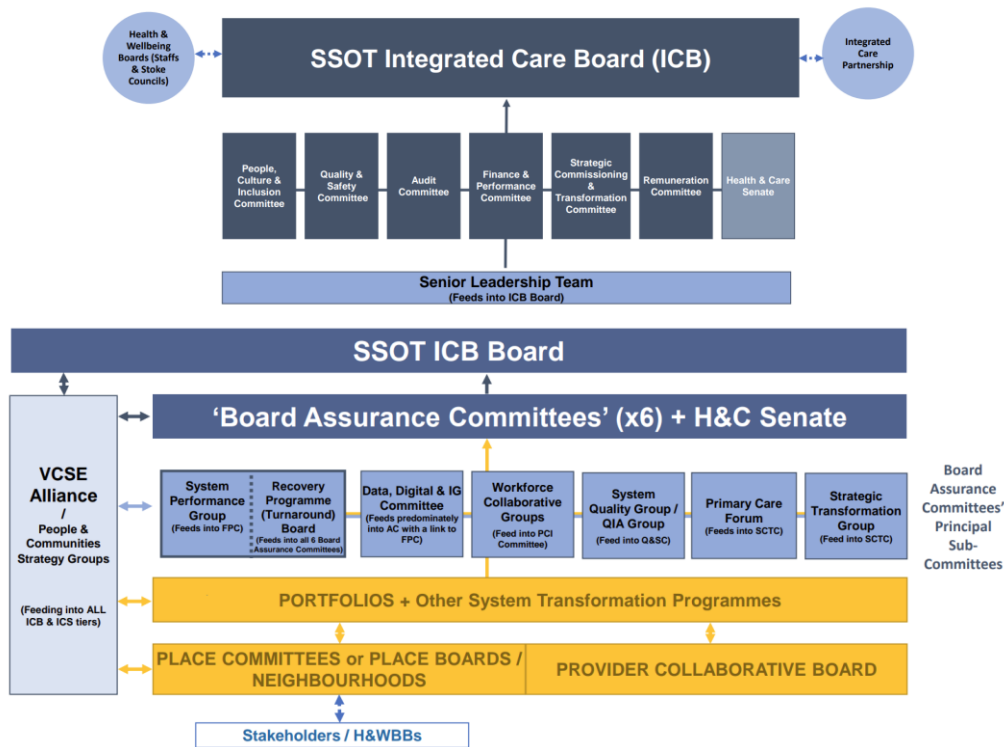 Health &
Wellbeing
Boards (Staffs
& Stoke
Councils)
SSOT Integrated Care Board (ICB)
Integrated
Care
Partnership
People,
Culture &
Inclusion
Committee
Quality &
Safety
Committee
Audit
Committee
Finance &
Performance
Committee
Strategic
Commissioning
&
Transformation
Committee
Remuneration
Committee
Health & Care
Senate
Senior Leadership Team
(Feeds into ICB Board)
SSOT ICB Board
'Board Assurance Committees' (x6) + H&C Senate
VCSE
Alliance
/
People &
Communities
Strategy Groups
(Feeding into ALL
ICB & ICS tiers)
System
Performance
Group
(Feeds into FPC)
Recovery
Programme
(Turnaround)
Board
(Feeds into all 6 Board
Assurance Committees)
Data, Digital & IG
Committee
(Feeds predominately
into AC with a link to
FPC)
Workforce
Collaborative
Groups
(Feed into PCI
Committee)
System
Quality Group /
QIA Group
(Feed into Q&SC)
Primary Care
Forum
(Feeds into SCTC)
Strategic
Transformation
Group
(Feed into SCTC)
Board
Assurance
Committees'
Principal
Sub-
Committees
PORTFOLIOS + Other System Transformation Programmes
PLACE COMMITTEES or PLACE BOARDS /
NEIGHBOURHOODS
PROVIDER COLLABORATIVE BOARD
Stakeholders / H&WBBs